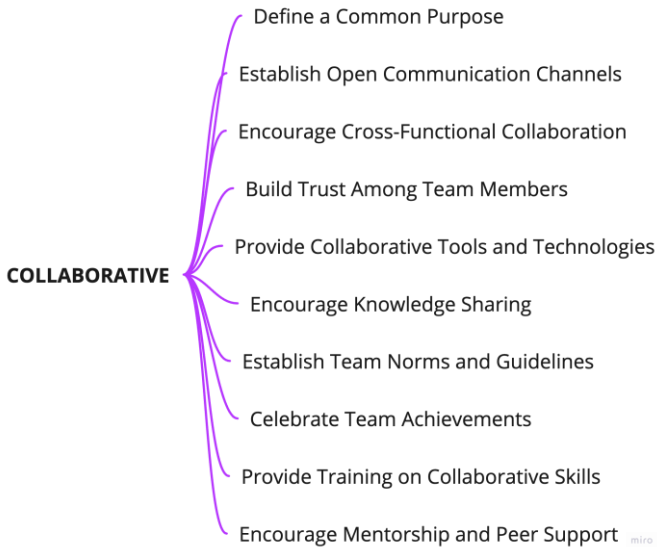 Define a Common Purpose
Establish Open Communication Channels
Encourage Cross-Functional Collaboration
Build Trust Among Team Members
Provide Collaborative Tools and Technologies
COLLABORATIVE
Encourage Knowledge Sharing
Establish Team Norms and Guidelines
Celebrate Team Achievements
Provide Training on Collaborative Skills
Encourage Mentorship and Peer Support
miro